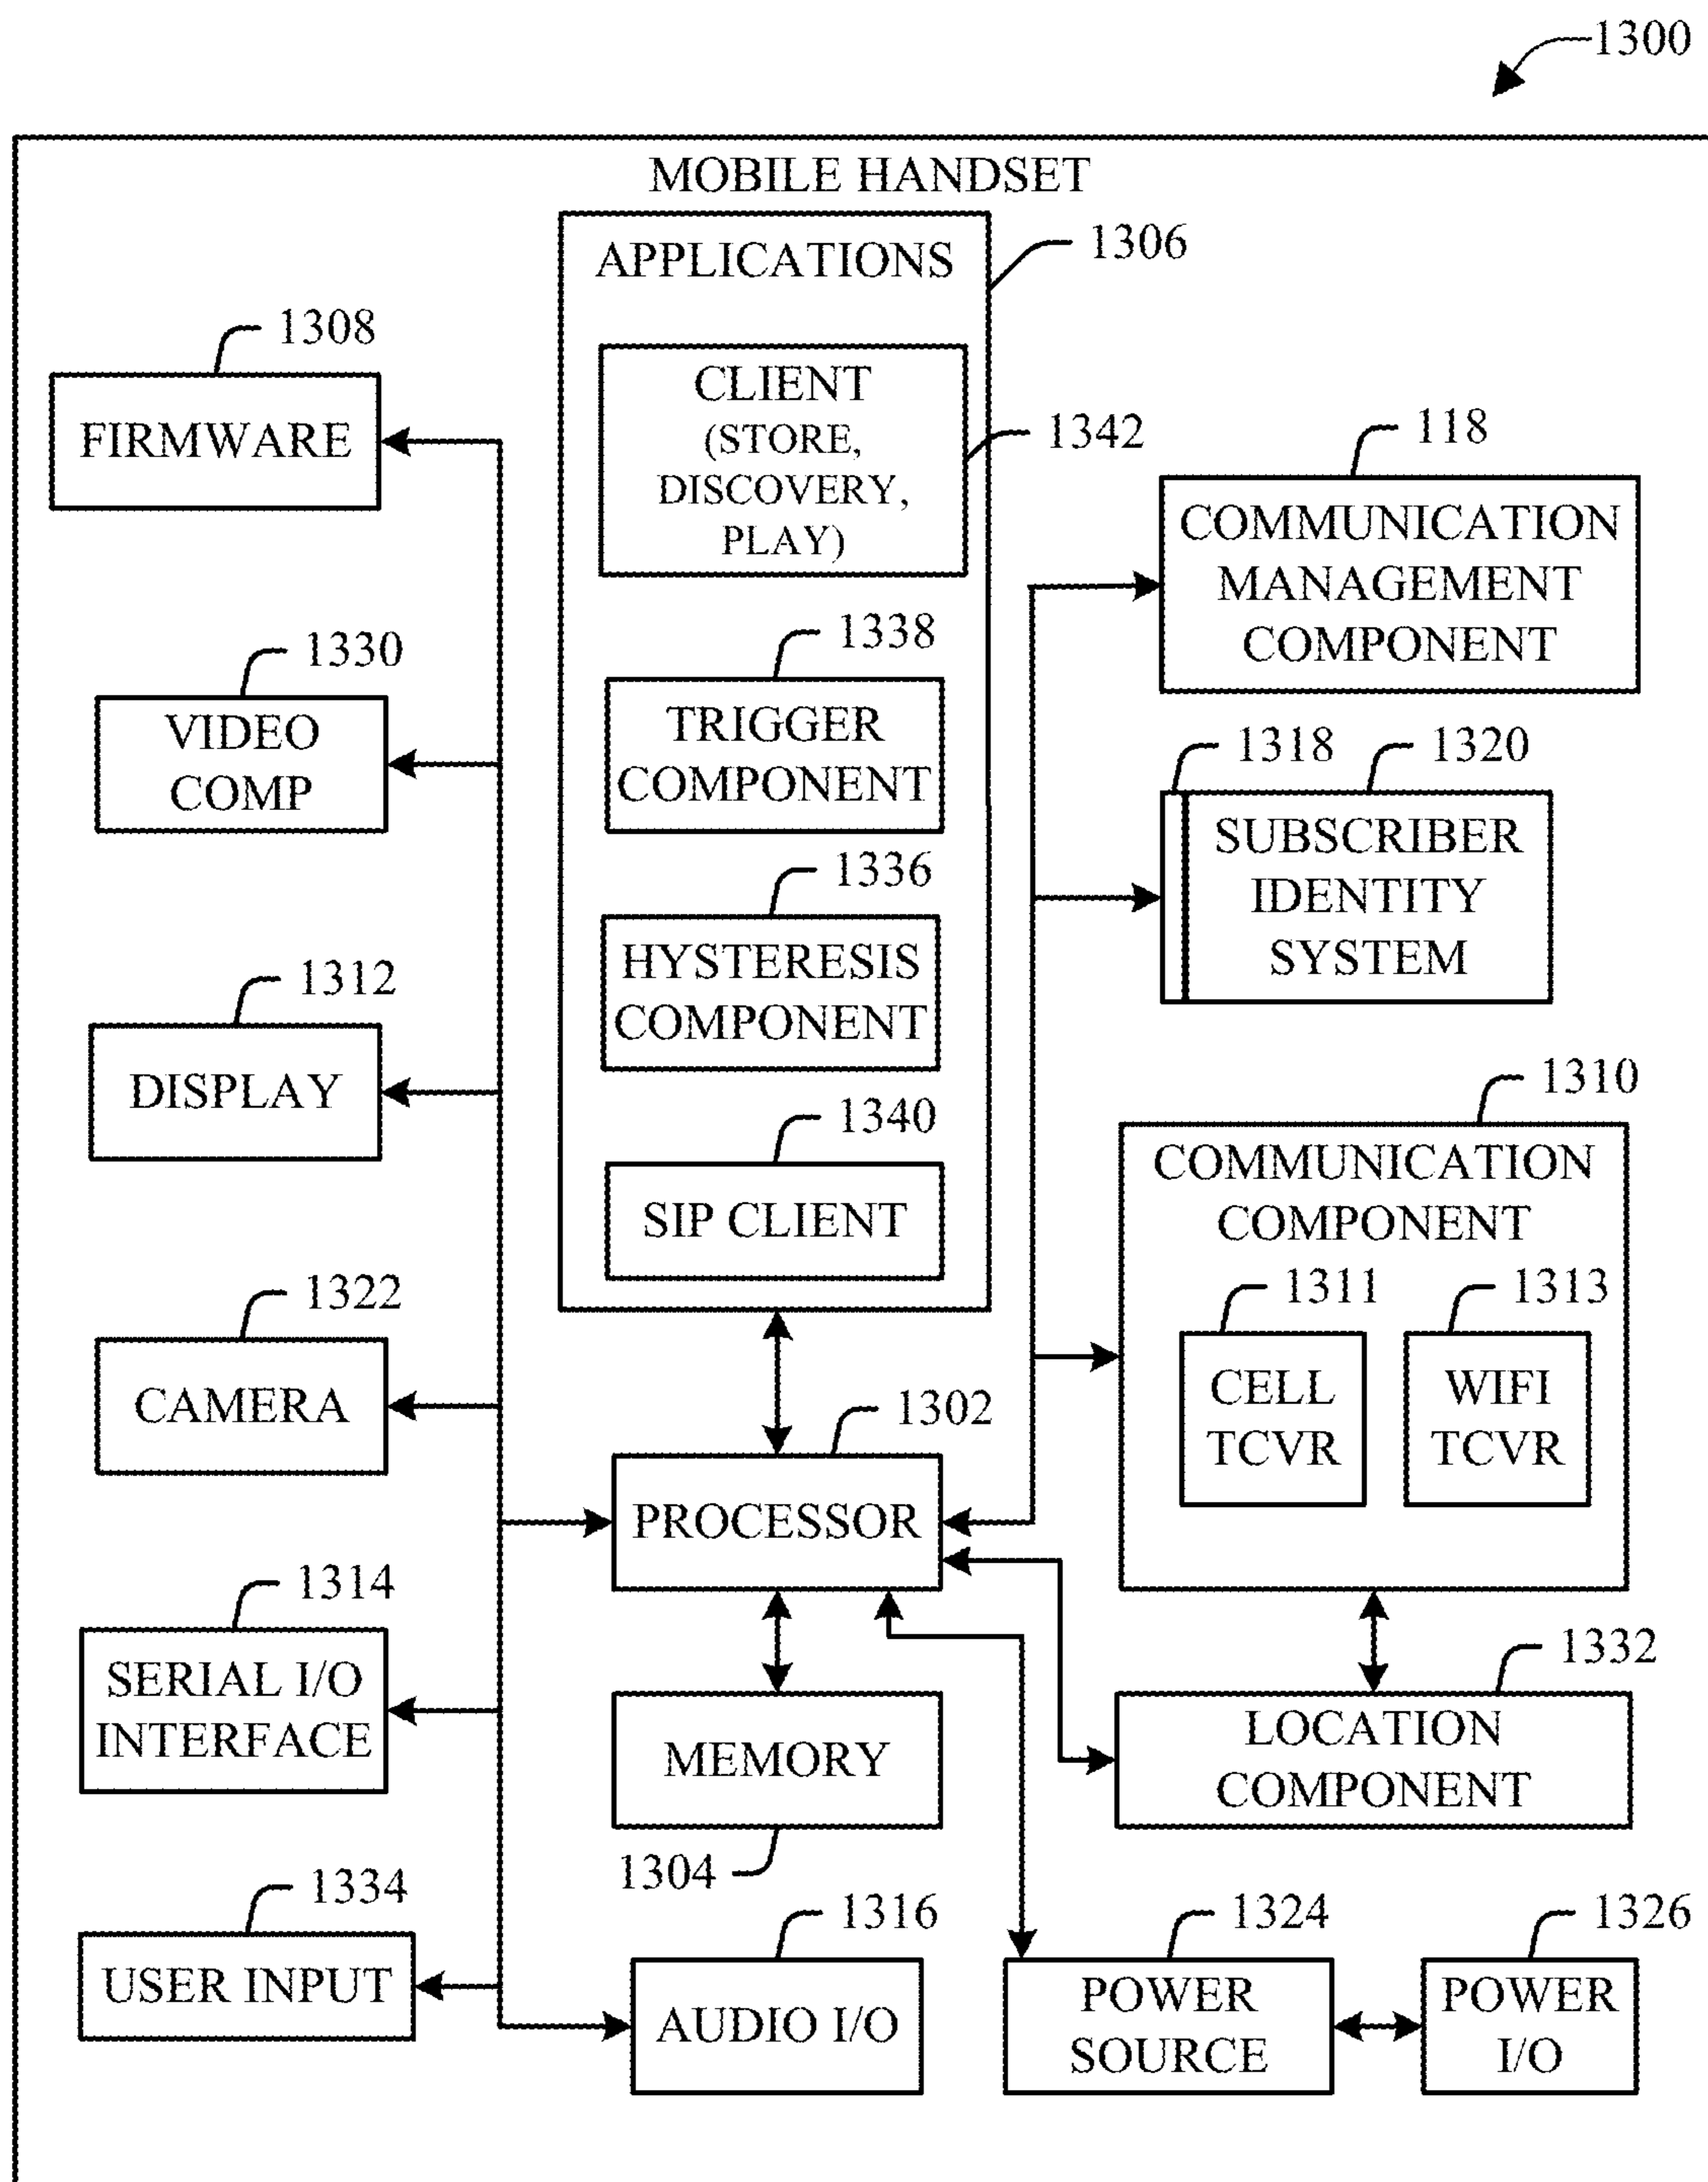 1300
MOBILE HANDSET
APPLICATIONS
1306
CLIENT
(STORE,
DISCOVERY,
PLAY)
1342
1338
TRIGGER
COMPONENT
1336
HYSTERESIS
COMPONENT
1340
SIP CLIENT
1308
FIRMWARE
1330
VIDEO
COMP
1312
DISPLAY
1322
CAMERA
1314
SERIAL I/O
INTERFACE
1334
USER INPUT
1302
PROCESSOR
MEMORY
1304
1316
AUDIO I/O
118
COMMUNICATION
MANAGEMENT
COMPONENT
1318
1320
SUBSCRIBER
IDENTITY
SYSTEM
1310
COMMUNICATION
COMPONENT
1311
CELL
TCVR
1313
WIFI
TCVR
1332
LOCATION
COMPONENT
1324
POWER
SOURCE
1326
POWER
I/O